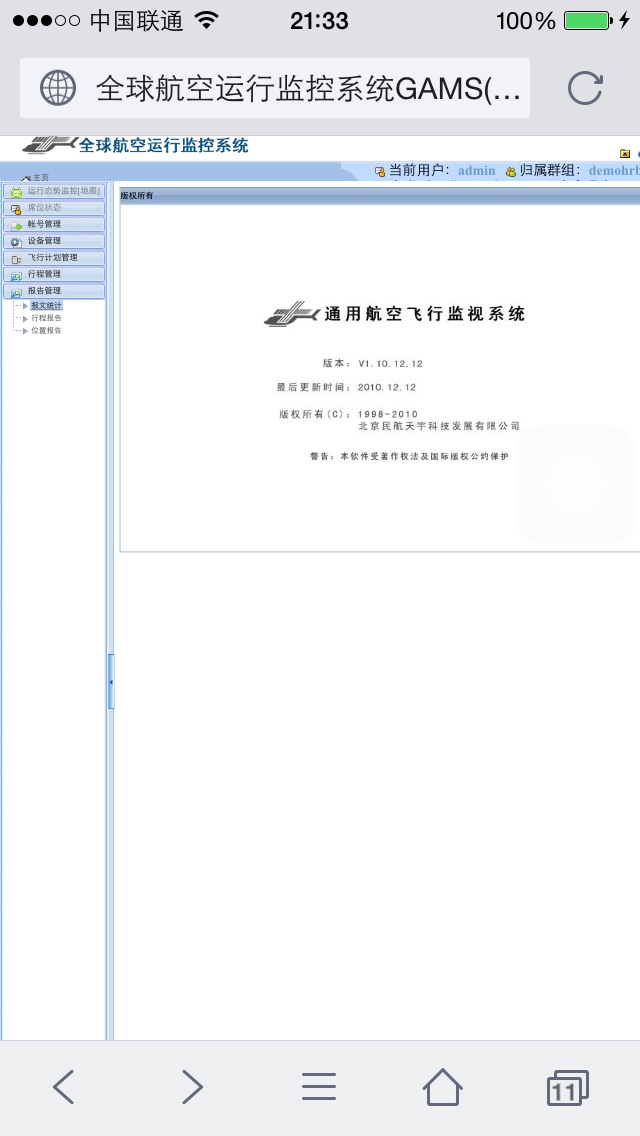 中国联通
21:33
100%
全球航空运行监控系统GAMS(...
全球航空运行监控系统
当前用户： admin 归属群组： demohrb
主页
运行态势监控[地图]
席位状态
帐号管理
设备管理
飞行计划管理
行程管理
报告管理
报文统计
行程报告
位置报告
版权所有
通用航空飞行监视系统
版本： V1.10.12.12
最后更新时间： 2010.12.12
版权所有(C)： 1998-2010
北京民航天宇科技发展有限公司
警告：本软件受著作权法及国际版权公约保护
11